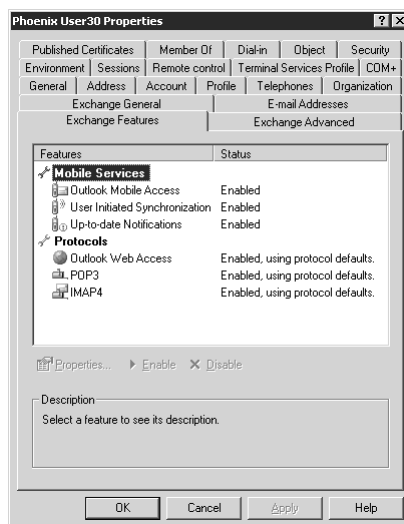 Phoenix User30 Properties
Published Certificates Member Of Dial-in Object Security
Environment Sessions Remote control Terminal Services Profile COM+
General Address Account Profile Telephones Organization
Exchange General E-mail Addresses
Exchange Features Exchange Advanced
Features Status
Mobile Services
Outlook Mobile Access Enabled
User Initiated Synchronization Enabled
Up-to-date Notifications Enabled
Protocols
Outlook Web Access Enabled, using protocol defaults.
POP3 Enabled, using protocol defaults.
IMAP4 Enabled, using protocol defaults.
Properties... Enable Disable
Description
Select a feature to see its description.
OK Cancel Apply Help